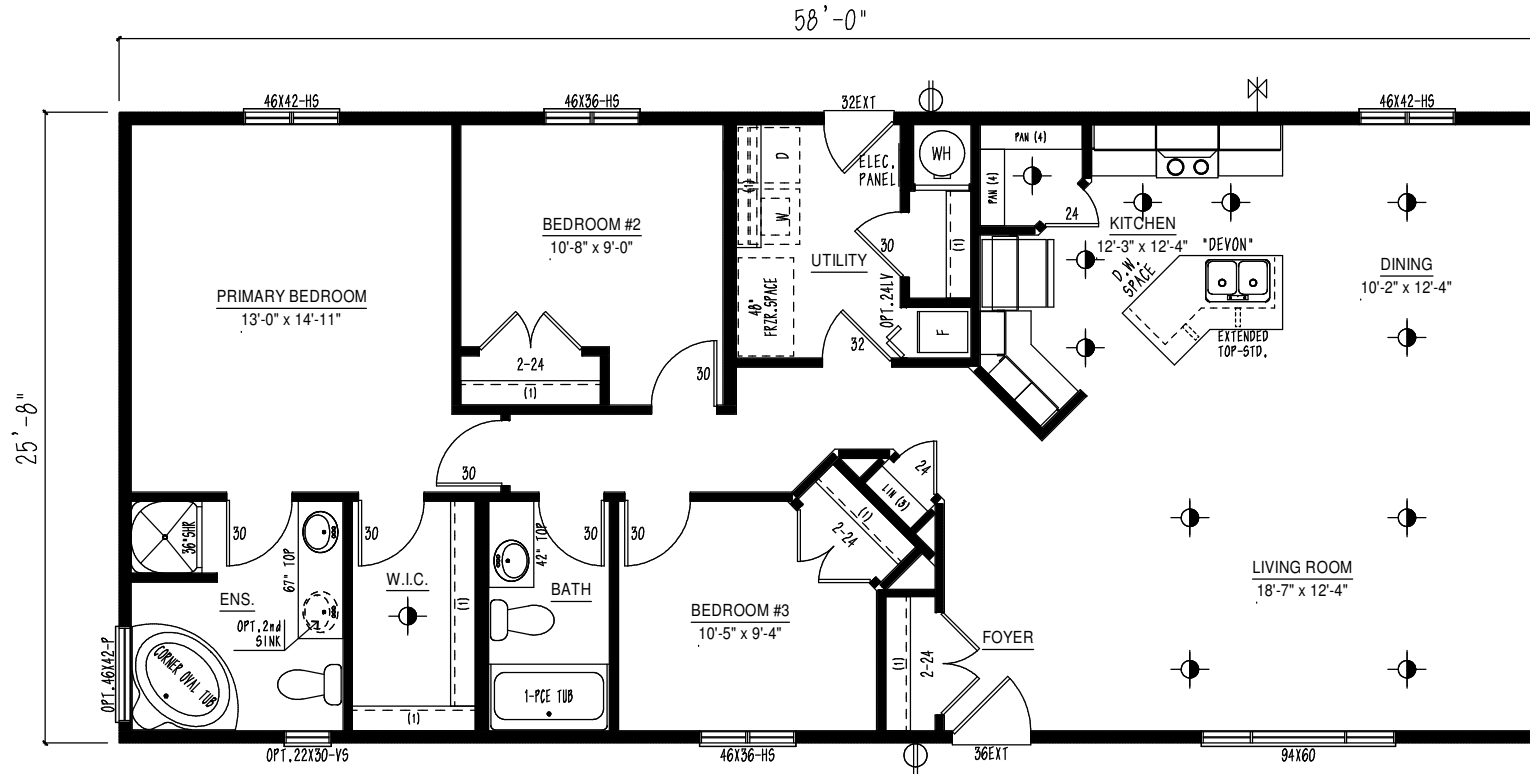 58'-0"
46X42-HS
46X36-HS
32EXT
46X42-HS
D
(1)
W
48"
FRZR.SPACE
ELEC.
PANEL
WH
PAN (4)
PAN (4)
24
BEDROOM #2
10'-8" x 9'-0"
UTILITY
30
(1)
KITCHEN
12'-3" x 12'-4"
"DEVON"
D.W.
SPACE
DINING
10'-2" x 12'-4"
PRIMARY BEDROOM
13'-0" x 14'-11"
OPT.24LV
F
EXTENDED
TOP-STD.
2-24
(1)
30
32
25'-8"
30
24
LIN (3)
(1)
2-24
36"SHR
30
67" TOP
30
42" TOP
30
30
ENS.
OPT.2nd
SINK
W.I.C.
(1)
(1)
BATH
BEDROOM #3
10'-5" x 9'-4"
LIVING ROOM
18'-7" x 12'-4"
FOYER
(1)
2-24
OPT.46X42-P
CORNER OVAL TUB
1-PCE TUB
OPT.22X30-VS
46X36-HS
36EXT
94X60